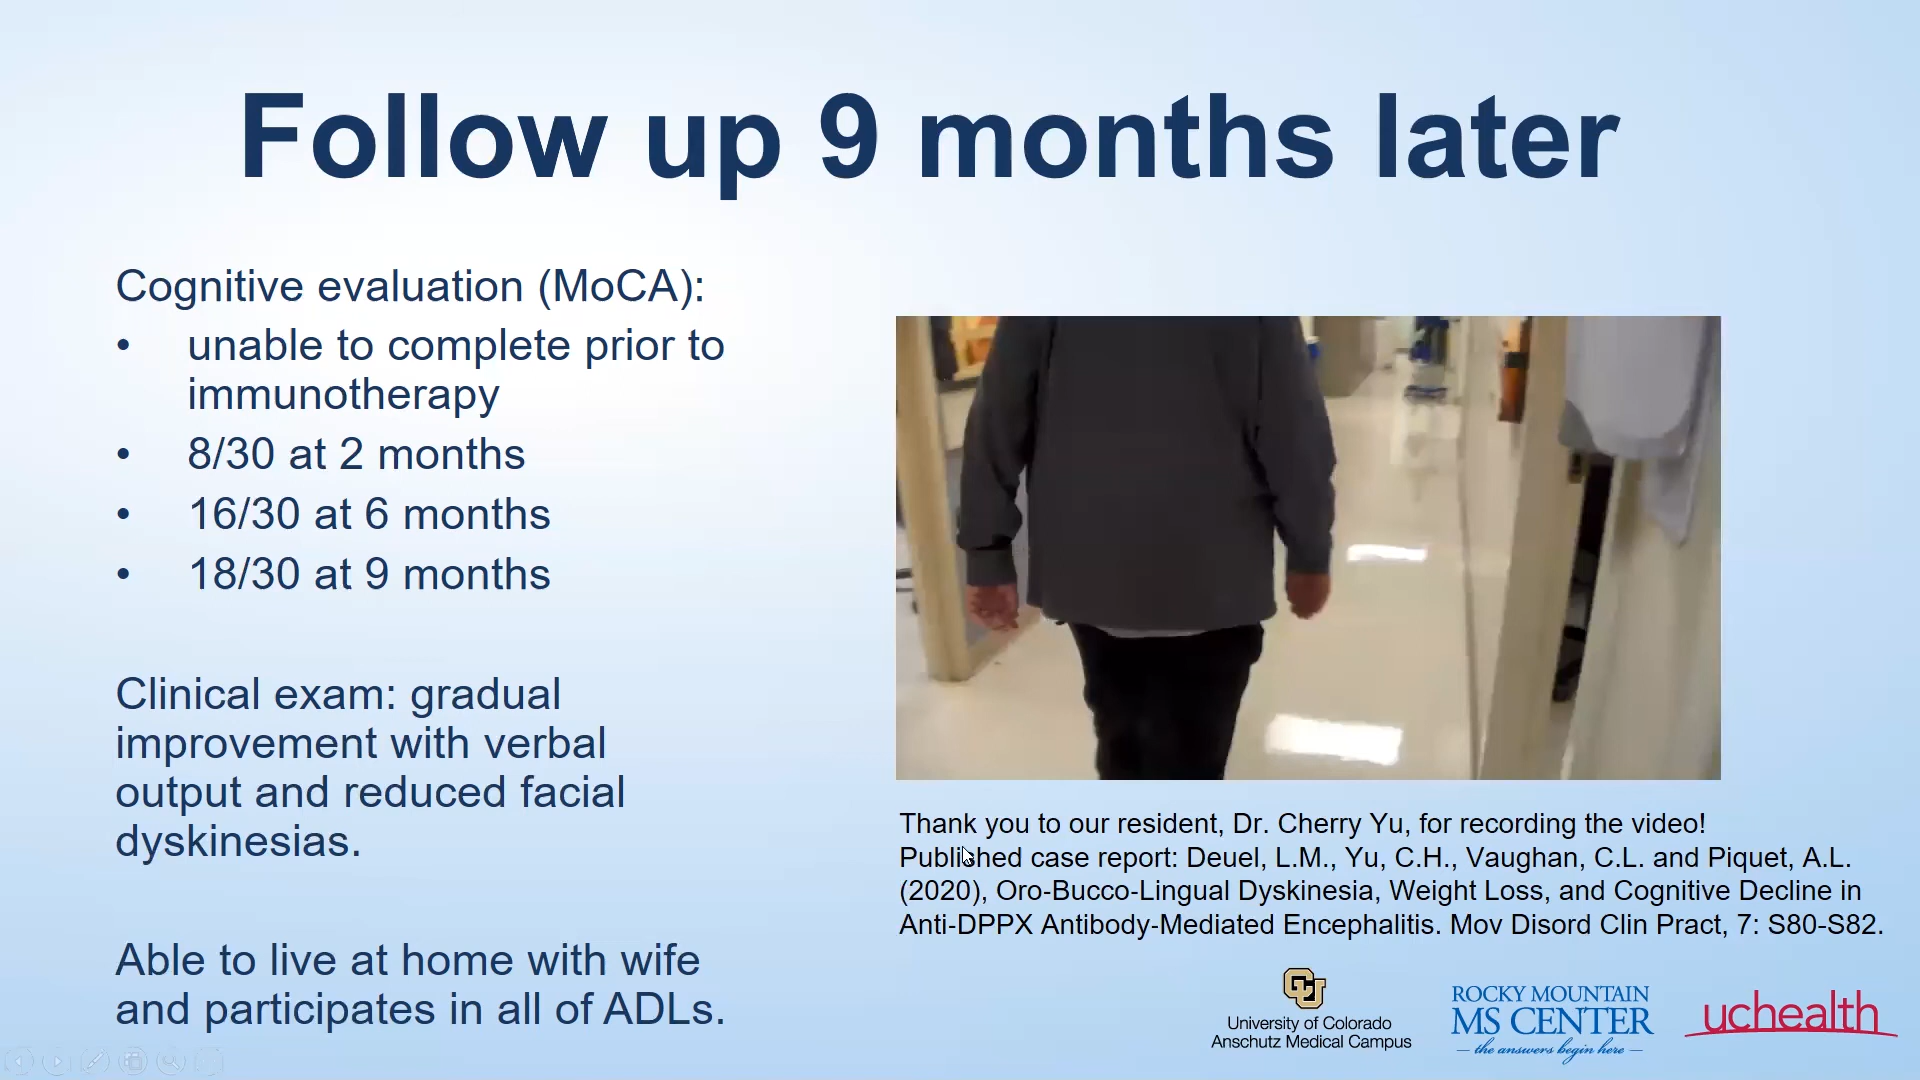 Follow up 9 months later
Cognitive evaluation (MoCA):
• unable to complete prior to
immunotherapy
• 8/30 at 2 months
• 16/30 at 6 months
• 18/30 at 9 months
Clinical exam: gradual
improvement with verbal
output and reduced facial
dyskinesias.
Able to live at home with wife
and participates in all of ADLs.
Thank you to our resident, Dr. Cherry Yu, for recording the video!
Published case report: Deuel, L.M., Yu, C.H., Vaughan, C.L. and Piquet, A.L.
(2020), Oro-Bucco-Lingual Dyskinesia, Weight Loss, and Cognitive Decline in
Anti-DPPX Antibody-Mediated Encephalitis. Mov Disord Clin Pract, 7: S80-S82.
CU
University of Colorado
Anschutz Medical Campus
ROCKY MOUNTAIN
MS CENTER
— the answers begin here —
uchealth